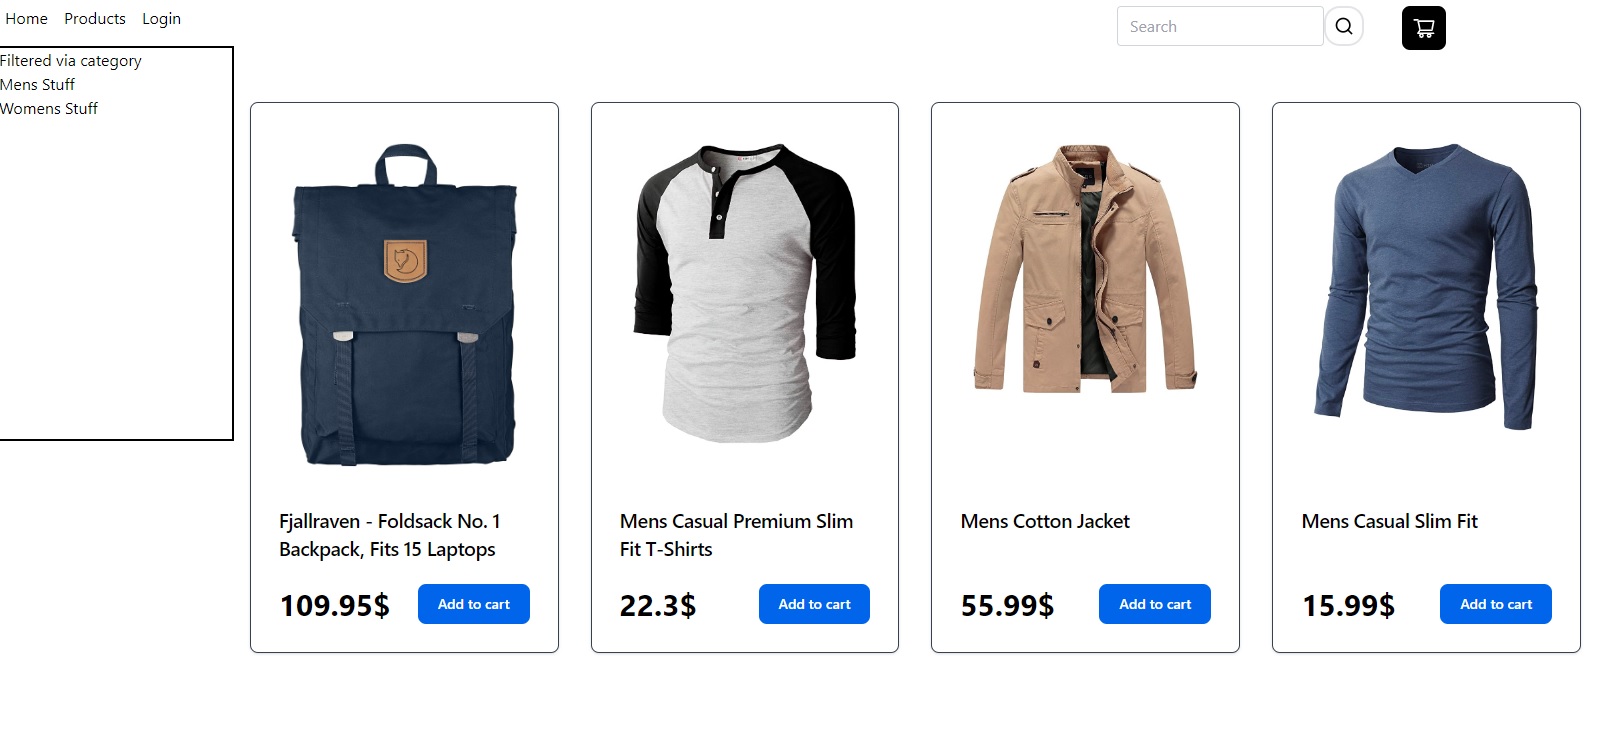 Home Products Login
Search
Filtered via category
Mens Stuff
Womens Stuff
Fjallraven - Foldsack No. 1
Backpack, Fits 15 Laptops
109.95$ Add to cart
Mens Casual Premium Slim
Fit T-Shirts
22.3$ Add to cart
Mens Cotton Jacket
55.99$ Add to cart
Mens Casual Slim Fit
15.99$ Add to cart